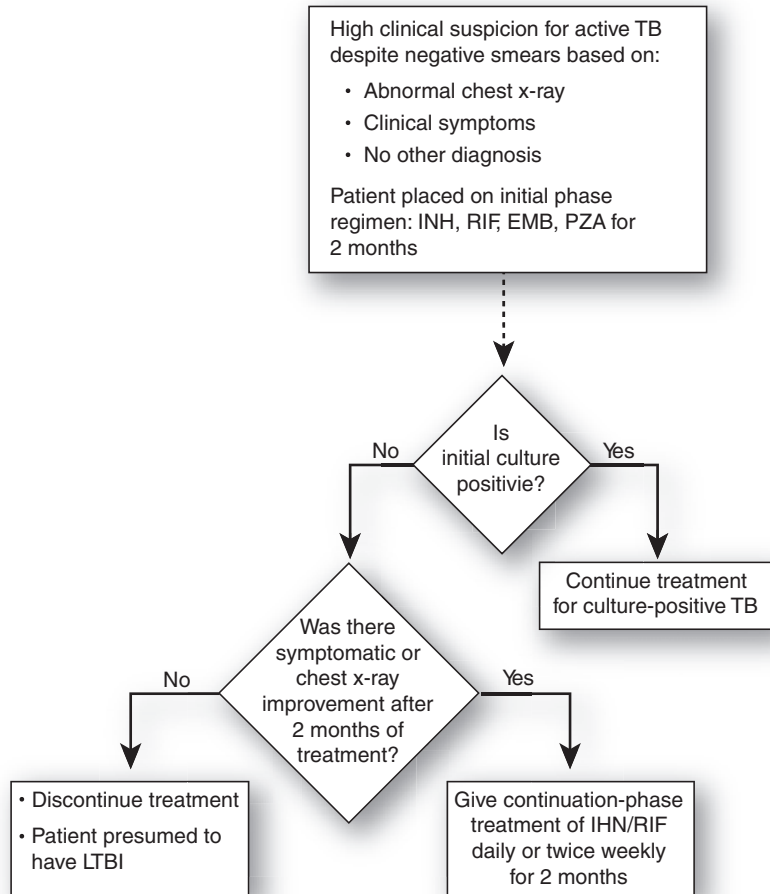 High clinical suspicion for active TB
despite negative smears based on:
• Abnormal chest x-ray
• Clinical symptoms
• No other diagnosis
Patient placed on initial phase
regimen: INH, RIF, EMB, PZA for
2 months
Is
initial culture
positivie?
No
Yes
Continue treatment
for culture-positive TB
Was there
symptomatic or
chest x-ray
improvement after
2 months of
treatment?
No
Yes
• Discontinue treatment
• Patient presumed to
have LTBI
Give continuation-phase
treatment of IHN/RIF
daily or twice weekly
for 2 months